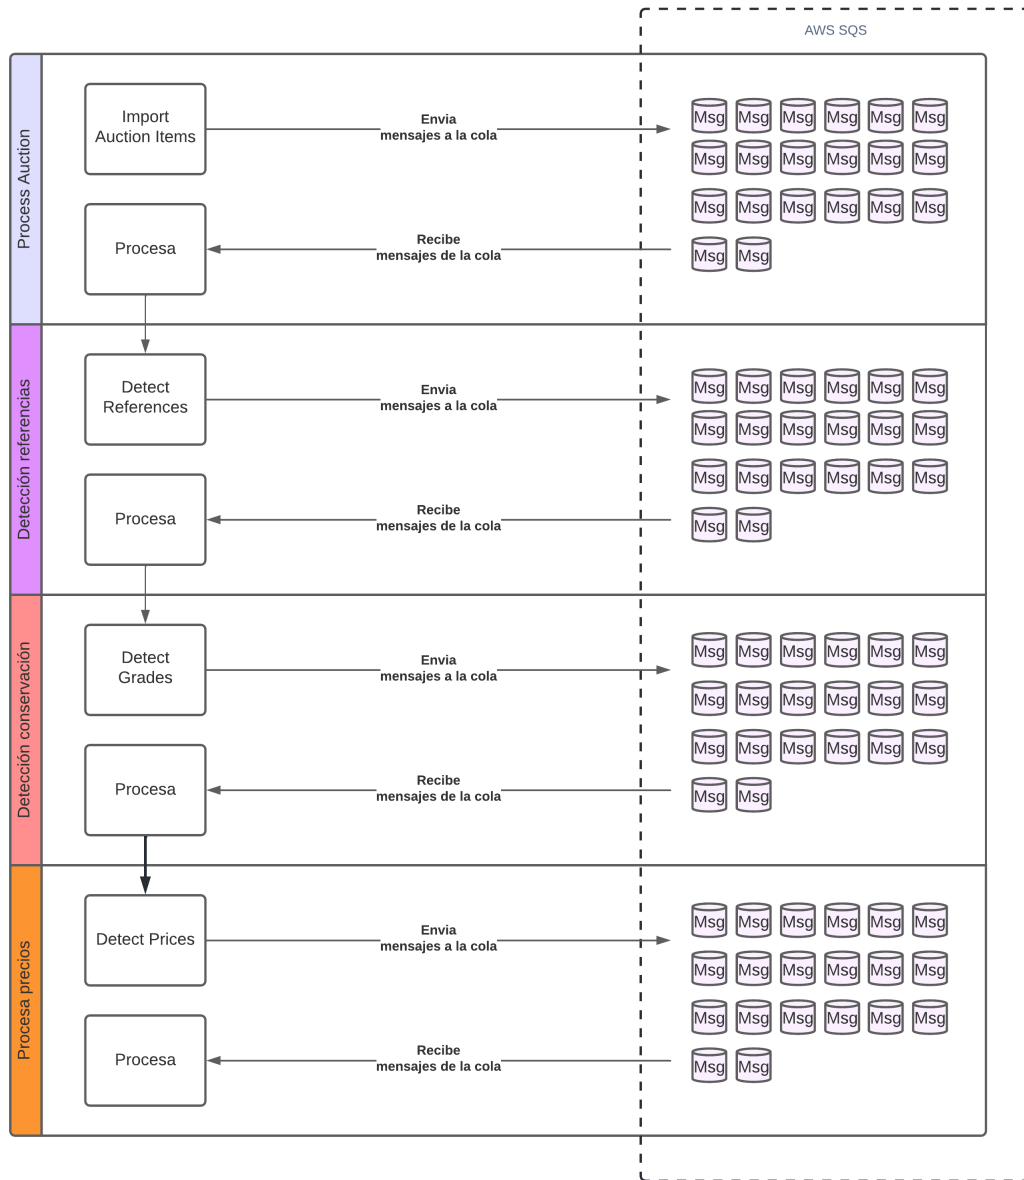 AWS SQS
Process Auction
Import
Auction Items
Envia
mensajes a la cola
Msg Msg Msg Msg Msg Msg
Msg Msg Msg Msg Msg Msg
Msg Msg Msg Msg Msg Msg
Procesa
Recibe
mensajes de la cola
Msg Msg
Detección referencias
Detect
References
Envia
mensajes a la cola
Msg Msg Msg Msg Msg Msg
Msg Msg Msg Msg Msg Msg
Msg Msg Msg Msg Msg Msg
Procesa
Recibe
mensajes de la cola
Msg Msg
Detección conservación
Detect
Grades
Envia
mensajes a la cola
Msg Msg Msg Msg Msg Msg
Msg Msg Msg Msg Msg Msg
Msg Msg Msg Msg Msg Msg
Procesa
Recibe
mensajes de la cola
Msg Msg
Procesa precios
Detect Prices
Envia
mensajes a la cola
Msg Msg Msg Msg Msg Msg
Msg Msg Msg Msg Msg Msg
Msg Msg Msg Msg Msg Msg
Procesa
Recibe
mensajes de la cola
Msg Msg